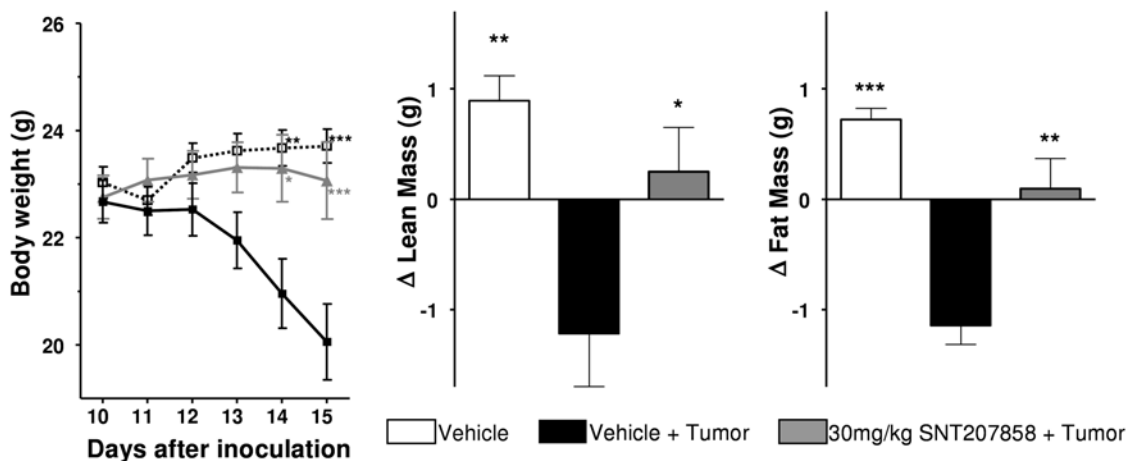 26
24
22
20
Body weight (g)
**
***
*
***
10 11 12 13 14 15
Days after inoculation
1
0
-1
Δ Lean Mass (g)
**
*
1
0
-1
Δ Fat Mass (g)
***
**
Vehicle
Vehicle + Tumor
30mg/kg SNT207858 + Tumor